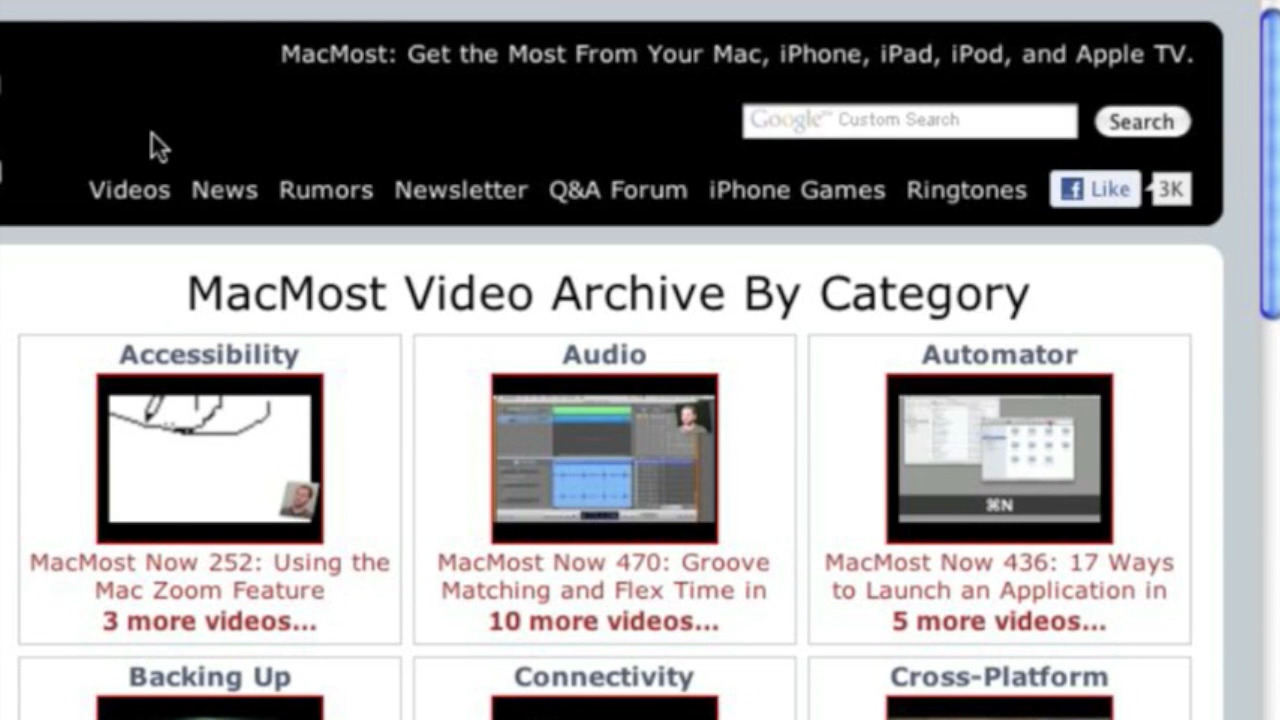 MacMost: Get the Most From Your Mac, iPhone, iPad, iPod, and Apple TV.
Google™ Custom Search
Search
Videos News Rumors Newsletter Q&A Forum iPhone Games Ringtones Like 3K
MacMost Video Archive By Category
Accessibility Audio Automator
⌘N
MacMost Now 252: Using the MacMost Now 470: Groove MacMost Now 436: 17 Ways
Mac Zoom Feature Matching and Flex Time in to Launch an Application in
3 more videos... 10 more videos... 5 more videos...
Backing Up Connectivity Cross-Platform